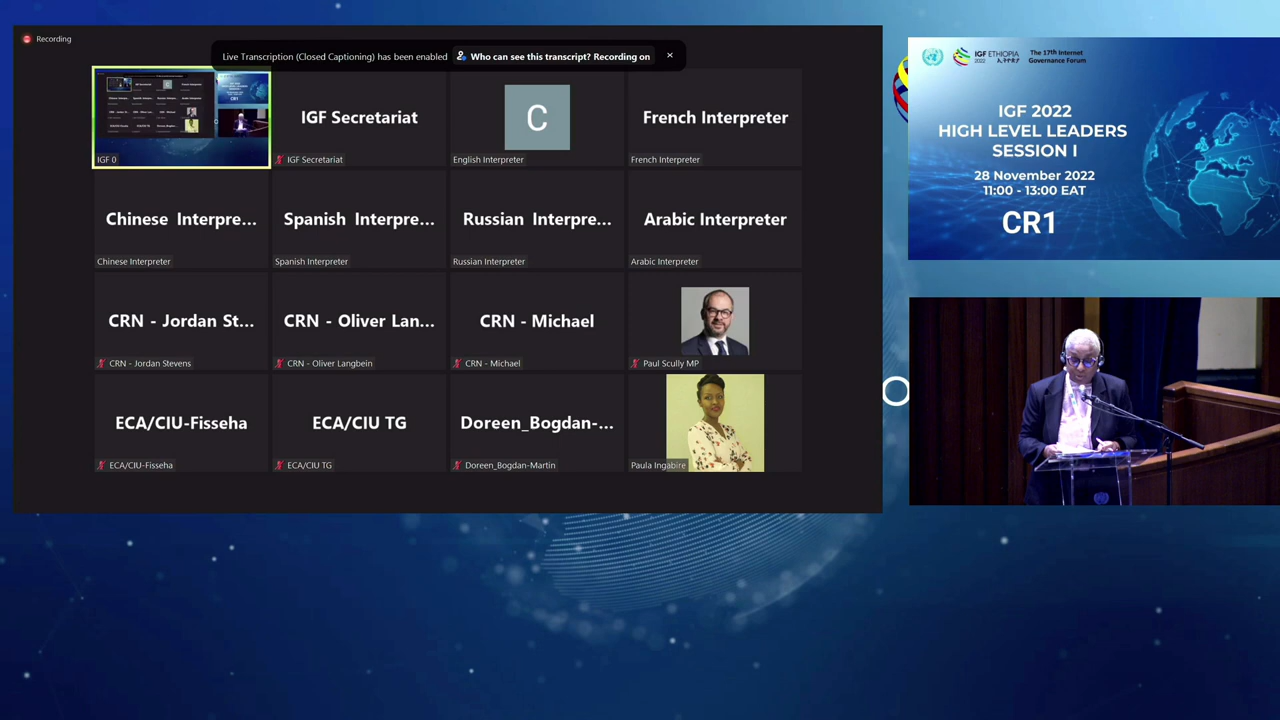 Recording
Live Transcription (Closed Captioning) has been enabled
Who can see this transcript? Recording on
IGF 0
IGF Secretariat
IGF Secretariat
C
English Interpreter
French Interpreter
French Interpreter
Chinese Interpre...
Chinese Interpreter
Spanish Interpre...
Spanish Interpreter
Russian Interpre...
Russian Interpreter
Arabic Interpreter
Arabic Interpreter
CRN - Jordan St...
CRN - Jordan Stevens
CRN - Oliver Lan...
CRN - Oliver Langbein
CRN - Michael
CRN - Michael
Paul Scully MP
ECA/CIU-Fisseha
ECA/CIU-Fisseha
ECA/CIU TG
ECA/CIU TG
Doreen_Bogdan-...
Doreen_Bogdan-Martin
Paula Ingabire
IGF ETHIOPIA
2022 ኢትዮጵያ
The 17th Internet
Governance Forum
IGF 2022
HIGH LEVEL LEADERS
SESSION I
28 November 2022
11:00 - 13:00 EAT
CR1